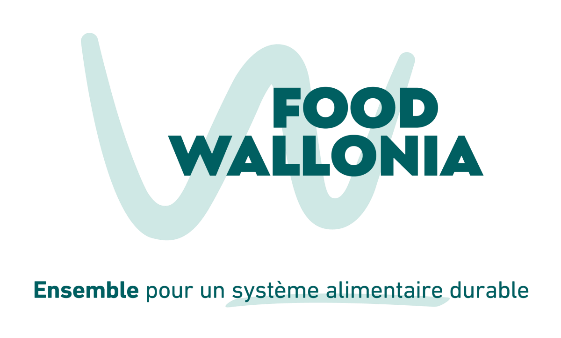 FOOD
WALLONIA
Ensemble pour un système alimentaire durable